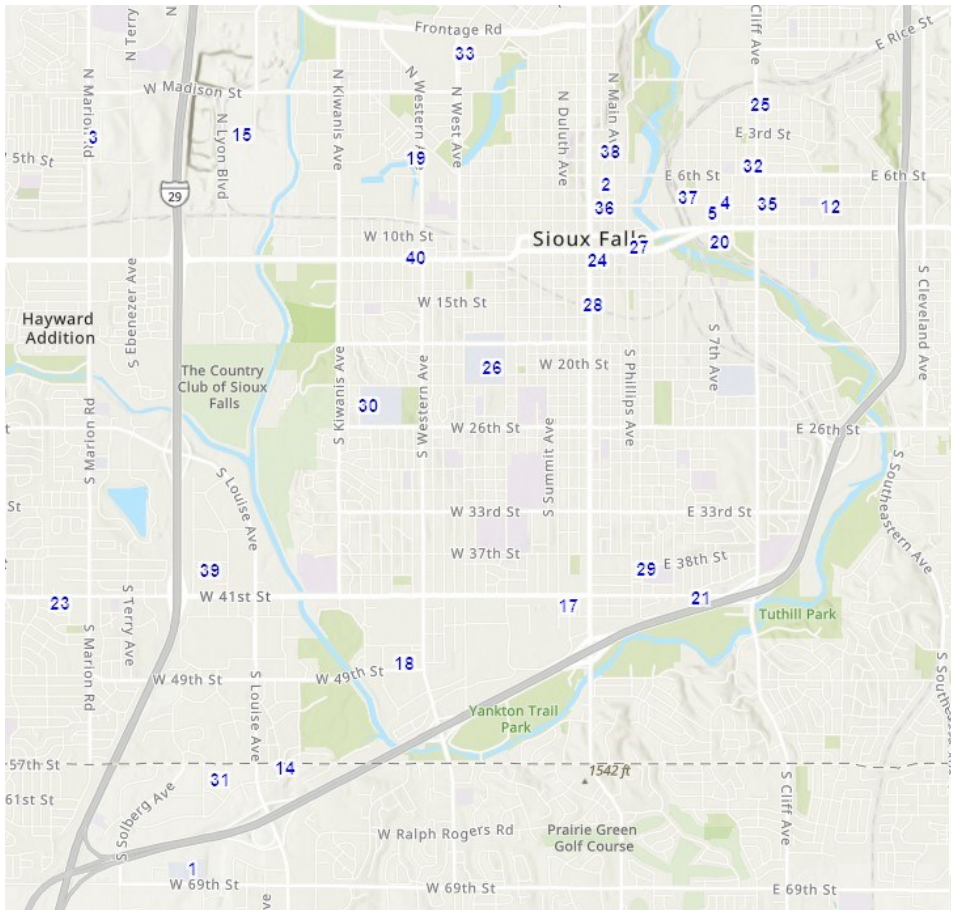 Frontage Rd
N Terry
N
Cliff Ave
E Rice St
33
W Madison St
N Marion Rd
N Kiwanis Ave
N Western Ave
N West Ave
N Duluth Ave
N Main Ave
25
3
15
N Lyon Blvd
E 3rd St
5th St
19
38
32
29
E 6th St
E 6th St
2
37
4
35
12
36
5
W 10th St
Sioux Falls
27
20
40
24
S Ebenezer Ave
W 15th St
28
S Cleveland Ave
Hayward
Addition
S 7th Ave
The Country
Club of Sioux
Falls
S Kiwanis Ave
S Western Ave
26
W 20th St
S Phillips Ave
30
S Marion Rd
W 26th St
S Summit Ave
E 26th St
S Louise Ave
S Southeastern Ave
St
W 33rd St
E 33rd St
W 37th St
39
29
E 38th St
23
W 41st St
17
21
S Terry Ave
Tuthill Park
S Marion Rd
18
W 49th St
W 49th St
S Louise Ave
Yankton Trail
Park
57th St
14
31
1542 ft
S Cliff Ave
61st St
S Solberg Ave
W Ralph Rogers Rd
Prairie Green
Golf Course
1
W 69th St
W 69th St
E 69th St
Ave